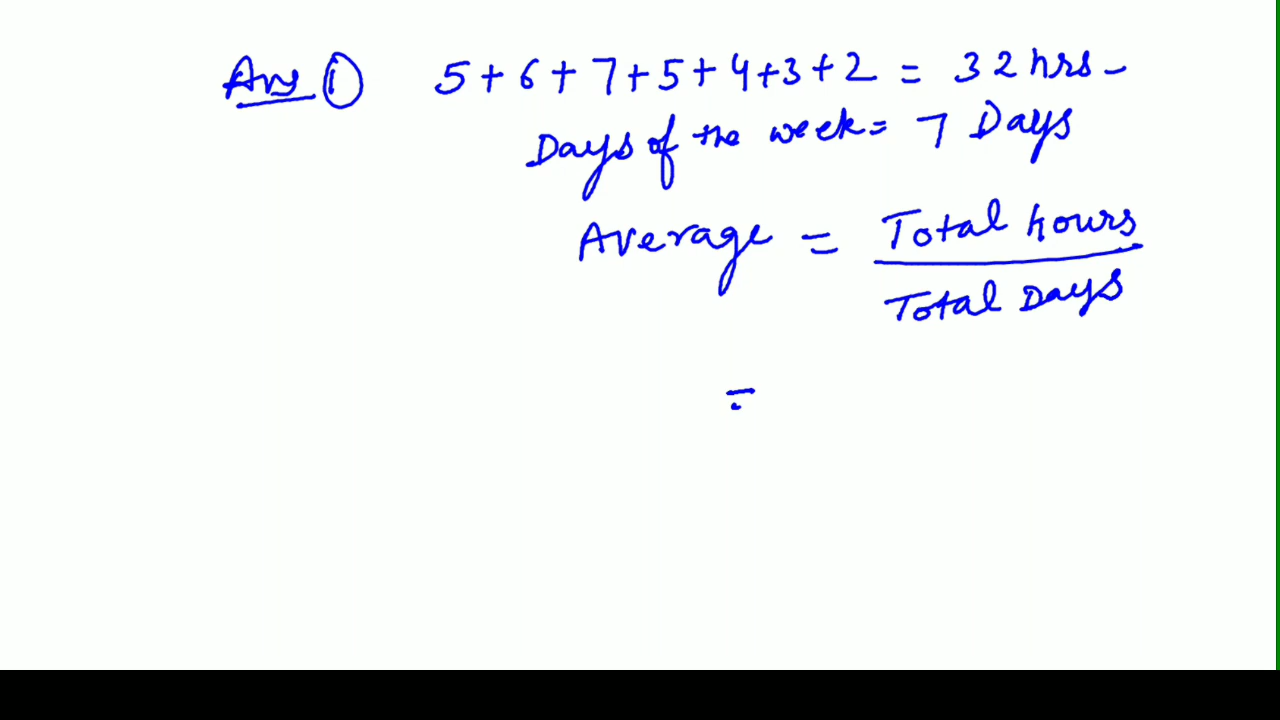 Ans ① 5+6+7+5+4+3+2 = 32 hrs-
Days of the week = 7 Days
Average = Total hours
Total Days
=